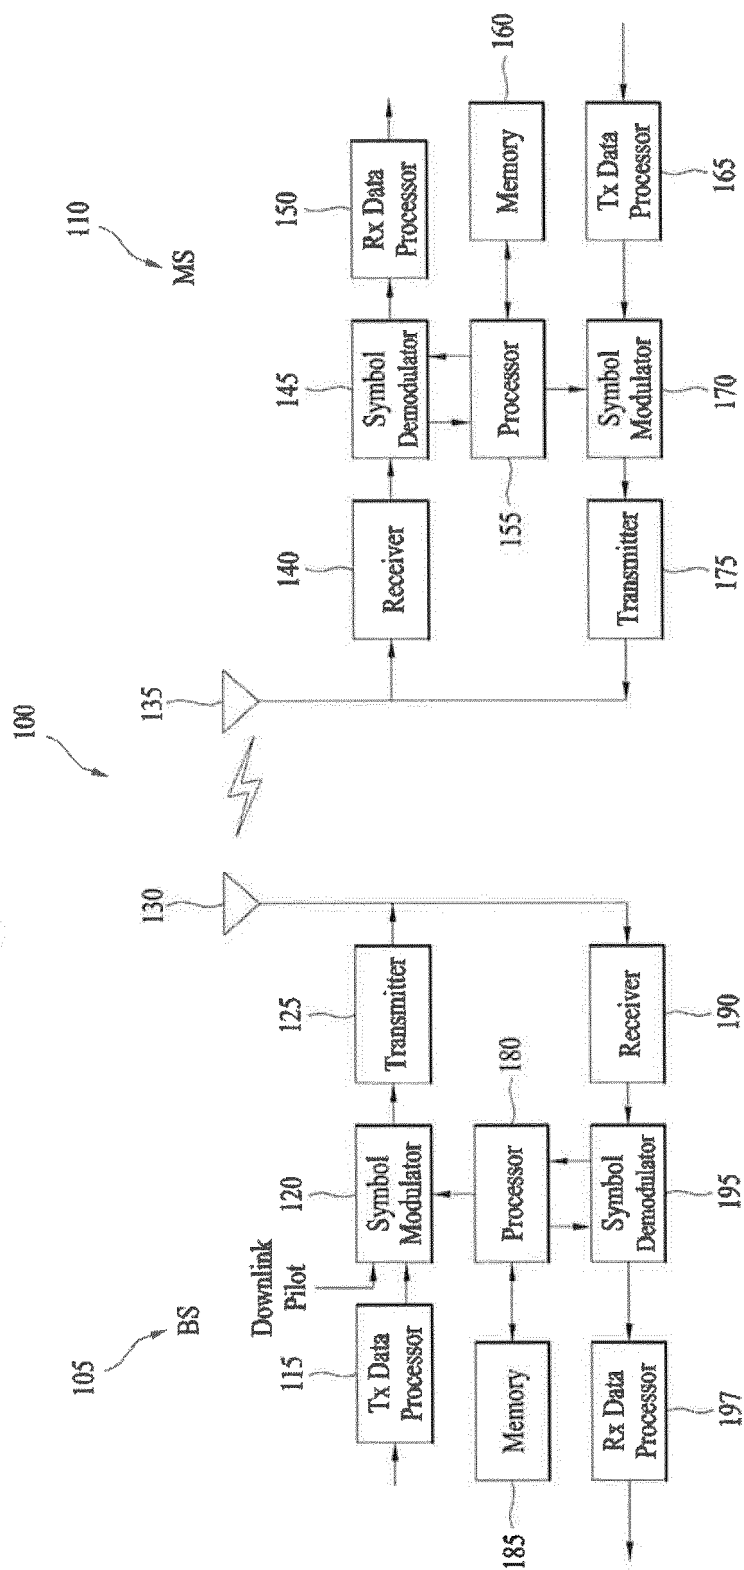 100
105
BS
110
MS
Downlink
Pilot
115
Tx Data
Processor
120
Symbol
Modulator
125
Transmitter
130
135
140
Receiver
145
Symbol
Demodulator
150
Rx Data
Processor
185
Memory
180
Processor
155
Processor
160
Memory
197
Rx Data
Processor
195
Symbol
Demodulator
190
Receiver
175
Transmitter
170
Symbol
Modulator
165
Tx Data
Processor